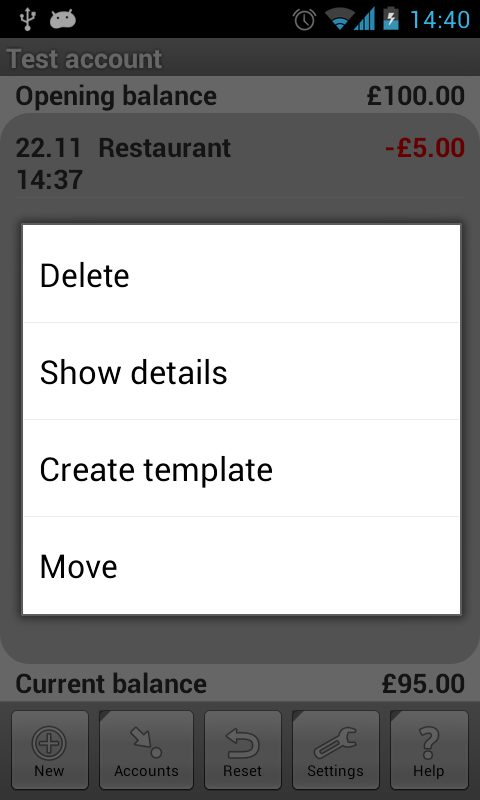 14:40
Test account
Opening balance £100.00
22.11 Restaurant -£5.00
14:37
Delete
Show details
Create template
Move
Current balance £95.00
New Accounts Reset Settings Help